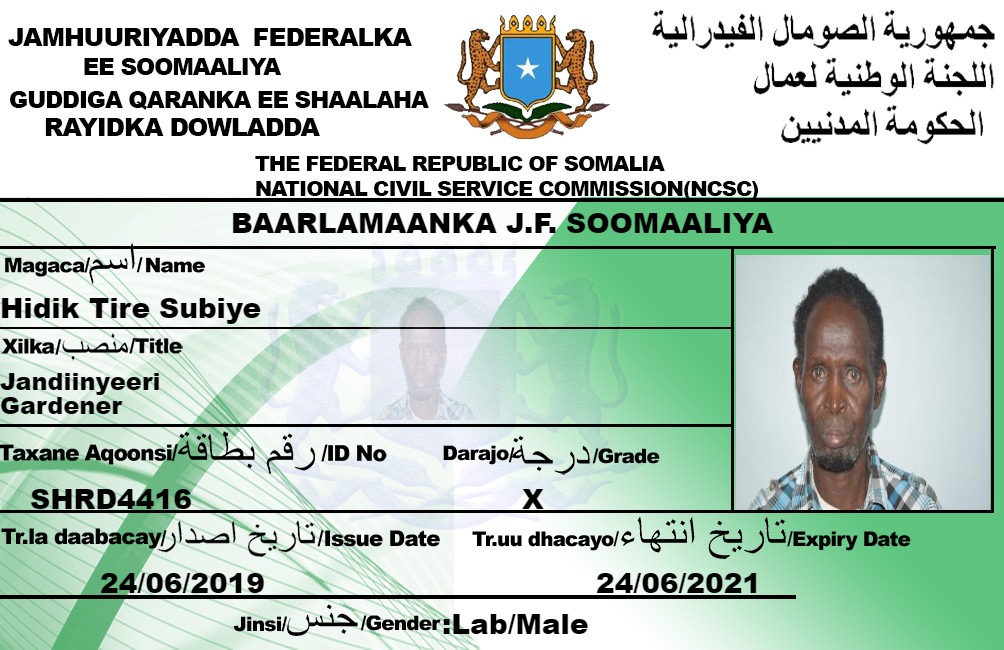 JAMHUURIYADDA FEDERALKA
EE SOOMAALIYA
GUDDIGA QARANKA EE SHAALAHA
RAYIDKA DOWLADDA
جمهورية الصومال الفيدرالية
اللجنة الوطنية لعمال
الحكومة المدنيين
THE FEDERAL REPUBLIC OF SOMALIA
NATIONAL CIVIL SERVICE COMMISSION(NCSC)
BAARLAMAANKA J.F. SOOMAALIYA
Magaca/اسم/Name
Hidik Tire Subiye
Xilka/منصب/Title
Jandiinyeeri
Gardener
Taxane Aqoonsi/رقم بطاقة/ID No Darajo/درجة/Grade
SHRD4416 X
Tr.la daabacay/تاريخ اصدار/Issue Date Tr.uu dhacayo/تاريخ انتهاء/Expiry Date
24/06/2019 24/06/2021
Jinsi/جنس/Gender:Lab/Male